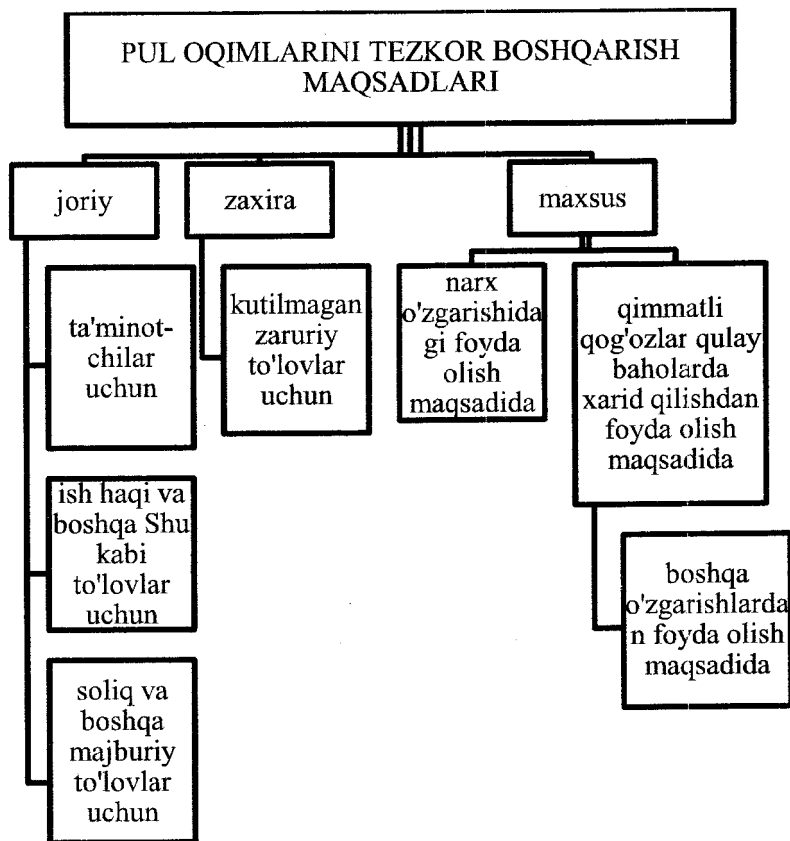 PUL OQIMLARINI TEZKOR BOSHQARISH
MAQSADLARI
joriy
zaxira
maxsus
ta'minot-
chilar
uchun
kutilmagan
zaruriy
to'lovlar
uchun
narx
o'zgarishida
gi foyda
olish
maqsadida
qimmatli
qog'ozlar qulay
baholarda
xarid qilishdan
foyda olish
maqsadida
ish haqi va
boshqa Shu
kabi
to'lovlar
uchun
boshqa
o'zgarishlarda
n foyda olish
maqsadida
soliq va
boshqa
majburiy
to'lovlar
uchun